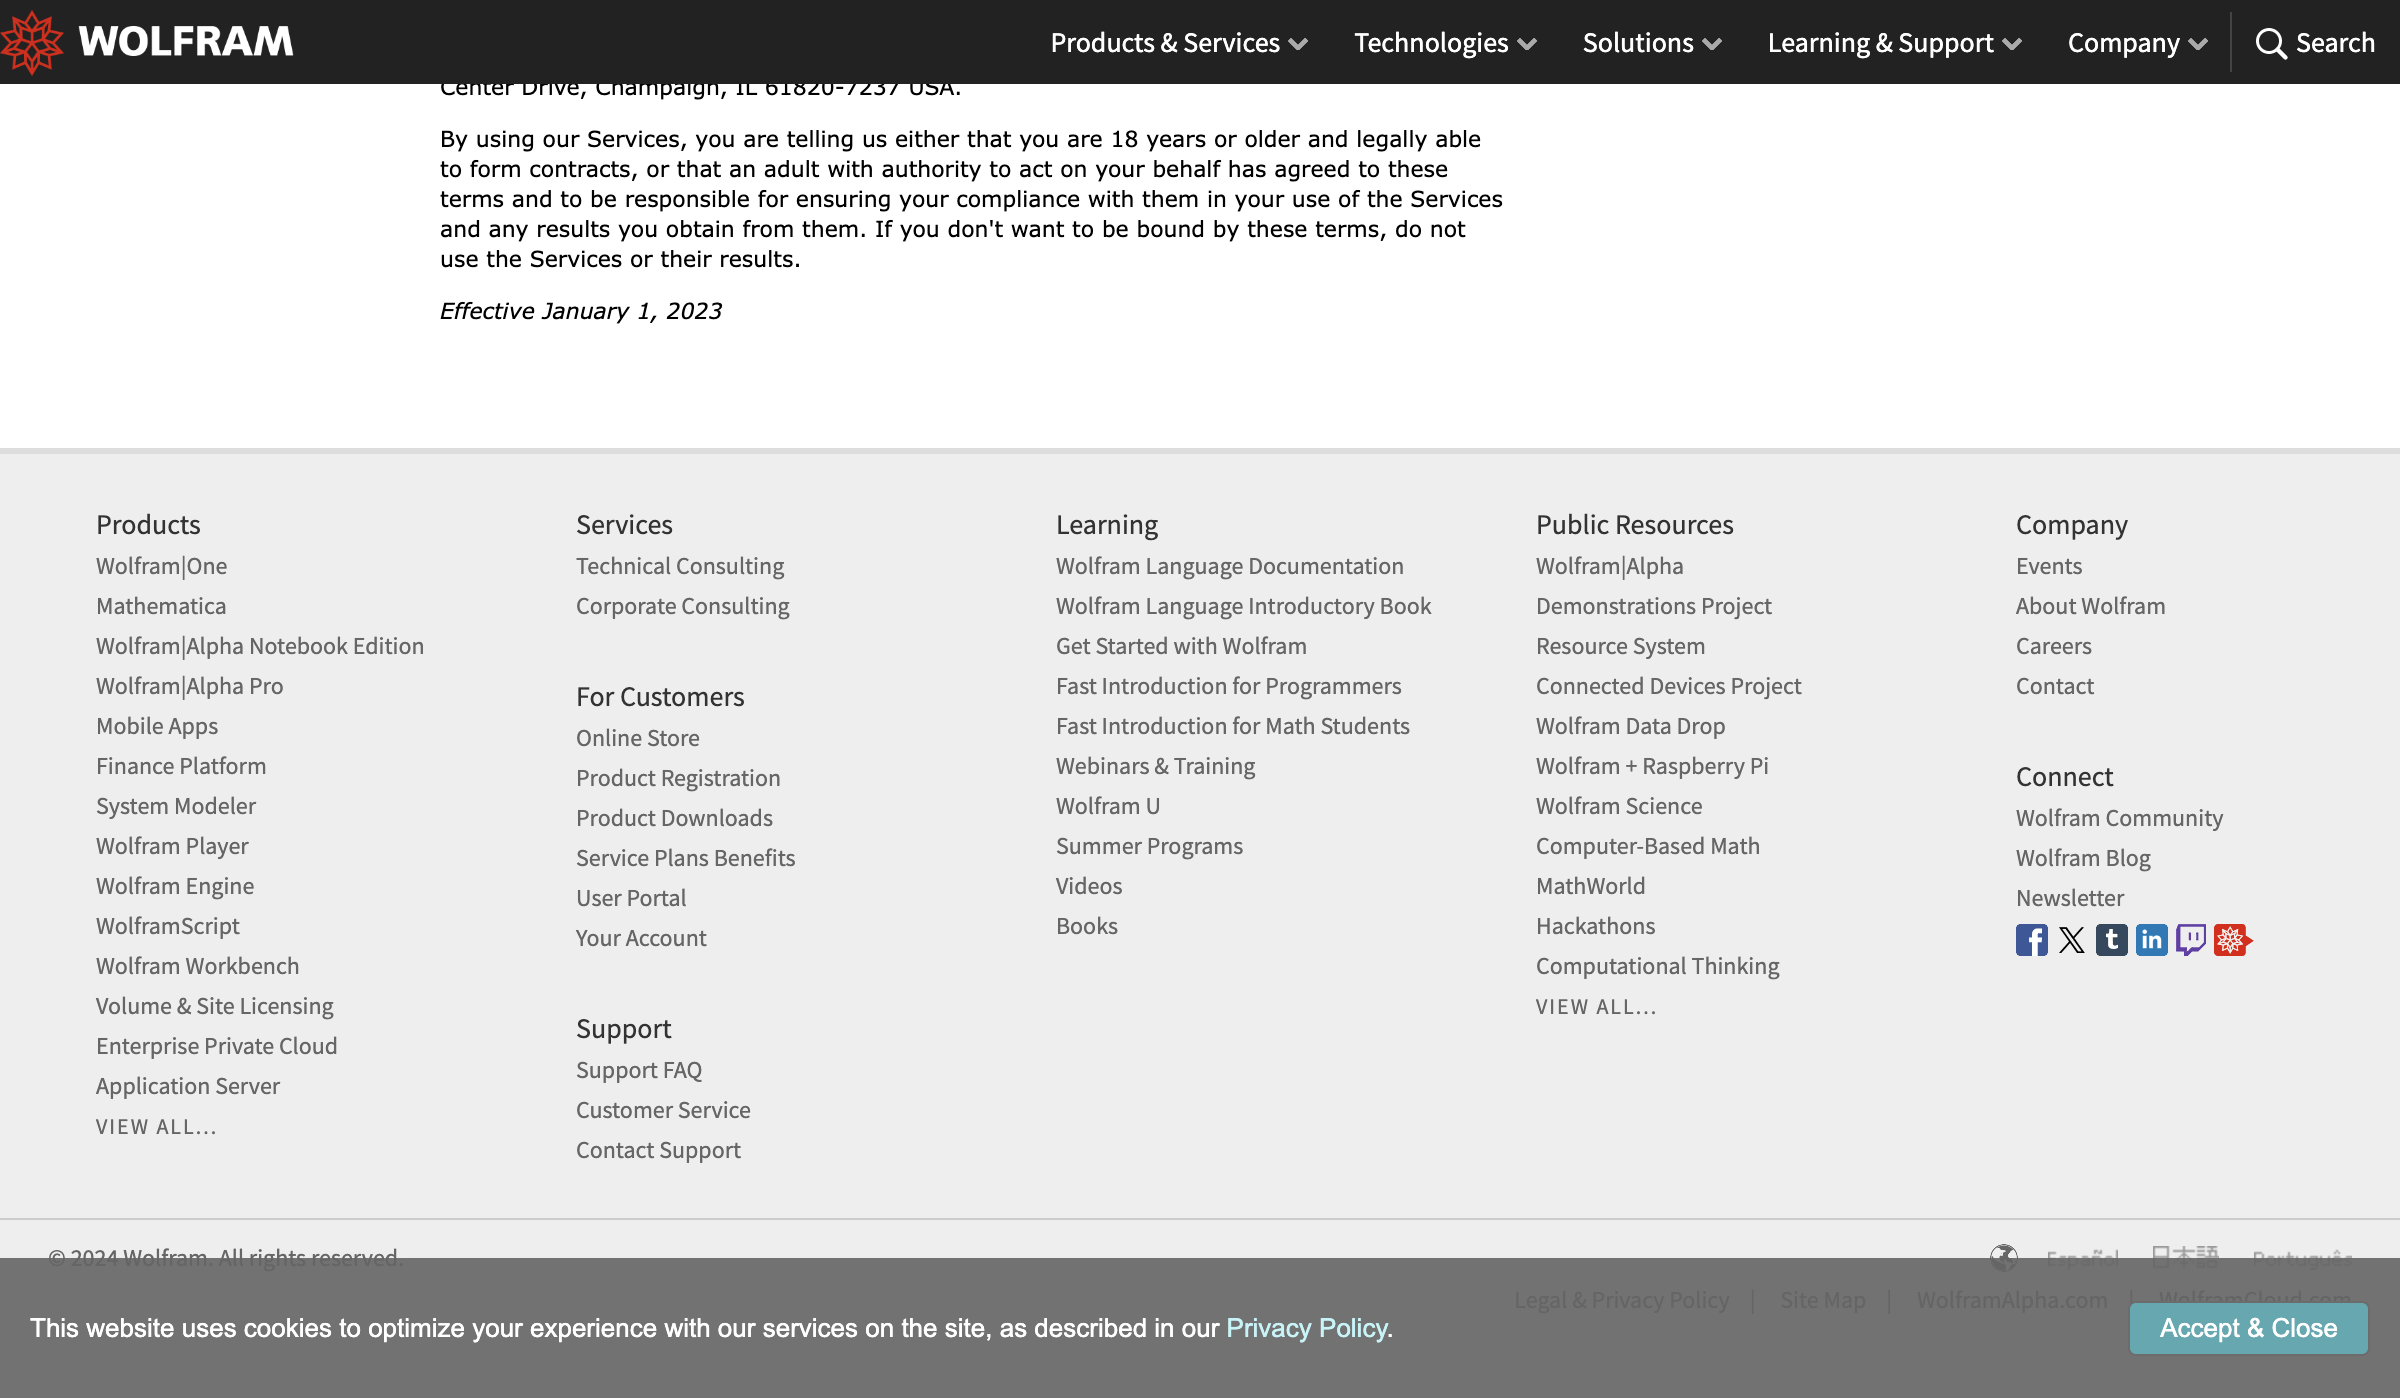 WOLFRAM
Products & Services
Technologies
Solutions
Learning & Support
Company
Search
Center Drive, Champaign, IL 61820-7237 USA.
By using our Services, you are telling us either that you are 18 years or older and legally able
to form contracts, or that an adult with authority to act on your behalf has agreed to these
terms and to be responsible for ensuring your compliance with them in your use of the Services
and any results you obtain from them. If you don't want to be bound by these terms, do not
use the Services or their results.
Effective January 1, 2023
Products
Wolfram|One
Mathematica
Wolfram|Alpha Notebook Edition
Wolfram|Alpha Pro
Mobile Apps
Finance Platform
System Modeler
Wolfram Player
Wolfram Engine
WolframScript
Wolfram Workbench
Volume & Site Licensing
Enterprise Private Cloud
Application Server
VIEW ALL...
Services
Technical Consulting
Corporate Consulting
For Customers
Online Store
Product Registration
Product Downloads
Service Plans Benefits
User Portal
Your Account
Support
Support FAQ
Customer Service
Contact Support
Learning
Wolfram Language Documentation
Wolfram Language Introductory Book
Get Started with Wolfram
Fast Introduction for Programmers
Fast Introduction for Math Students
Webinars & Training
Wolfram U
Summer Programs
Videos
Books
Public Resources
Wolfram|Alpha
Demonstrations Project
Resource System
Connected Devices Project
Wolfram Data Drop
Wolfram + Raspberry Pi
Wolfram Science
Computer-Based Math
MathWorld
Hackathons
Computational Thinking
VIEW ALL...
Company
Events
About Wolfram
Careers
Contact
Connect
Wolfram Community
Wolfram Blog
Newsletter
© 2024 Wolfram. All rights reserved.
Español
日本語
Português
Legal & Privacy Policy | Site Map | WolframAlpha.com | WolframCloud.com
This website uses cookies to optimize your experience with our services on the site, as described in our Privacy Policy.
Accept & Close